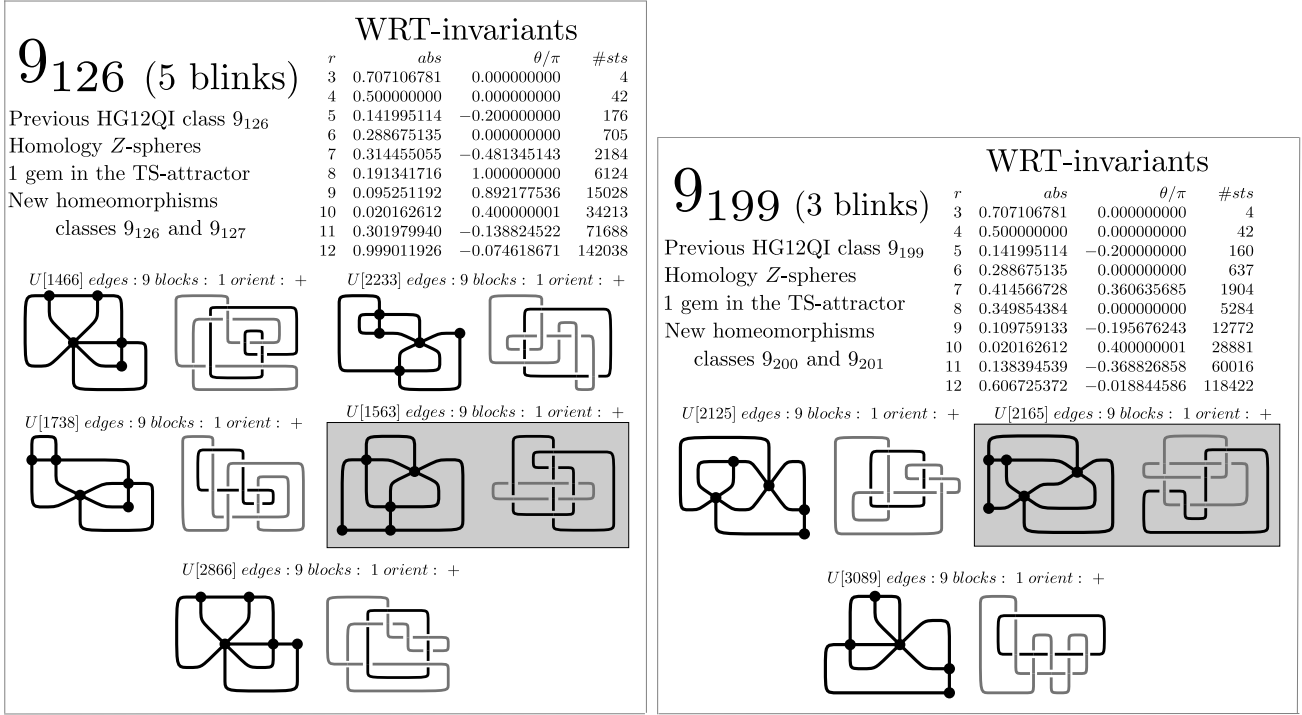 WRT-invariants
9₁₂₆ (5 blinks)
r abs θ/π #sts
3 0.707106781 0.000000000 4
4 0.500000000 0.000000000 42
5 0.141995114 −0.200000000 176
6 0.288675135 0.000000000 705
7 0.314455055 −0.481345143 2184
8 0.191341716 1.000000000 6124
9 0.095251192 0.892177536 15028
10 0.020162612 0.400000001 34213
11 0.301979940 −0.138824522 71688
12 0.999011926 −0.074618671 142038
Previous HG12QI class 9₁₂₆
Homology Z-spheres
1 gem in the TS-attractor
New homeomorphisms
classes 9₁₂₆ and 9₁₂₇
U[1466] edges : 9 blocks : 1 orient : +
U[2233] edges : 9 blocks : 1 orient : +
U[1738] edges : 9 blocks : 1 orient : +
U[1563] edges : 9 blocks : 1 orient : +
U[2866] edges : 9 blocks : 1 orient : +
WRT-invariants
9₁₉₉ (3 blinks)
r abs θ/π #sts
3 0.707106781 0.000000000 4
4 0.500000000 0.000000000 42
5 0.141995114 −0.200000000 160
6 0.288675135 0.000000000 637
7 0.414566728 0.360635685 1904
8 0.349854384 0.000000000 5284
9 0.109759133 −0.195676243 12772
10 0.020162612 0.400000001 28881
11 0.138394539 −0.368826858 60016
12 0.606725372 −0.018844586 118422
Previous HG12QI class 9₁₉₉
Homology Z-spheres
1 gem in the TS-attractor
New homeomorphisms
classes 9₂₀₀ and 9₂₀₁
U[2125] edges : 9 blocks : 1 orient : +
U[2165] edges : 9 blocks : 1 orient : +
U[3089] edges : 9 blocks : 1 orient : +